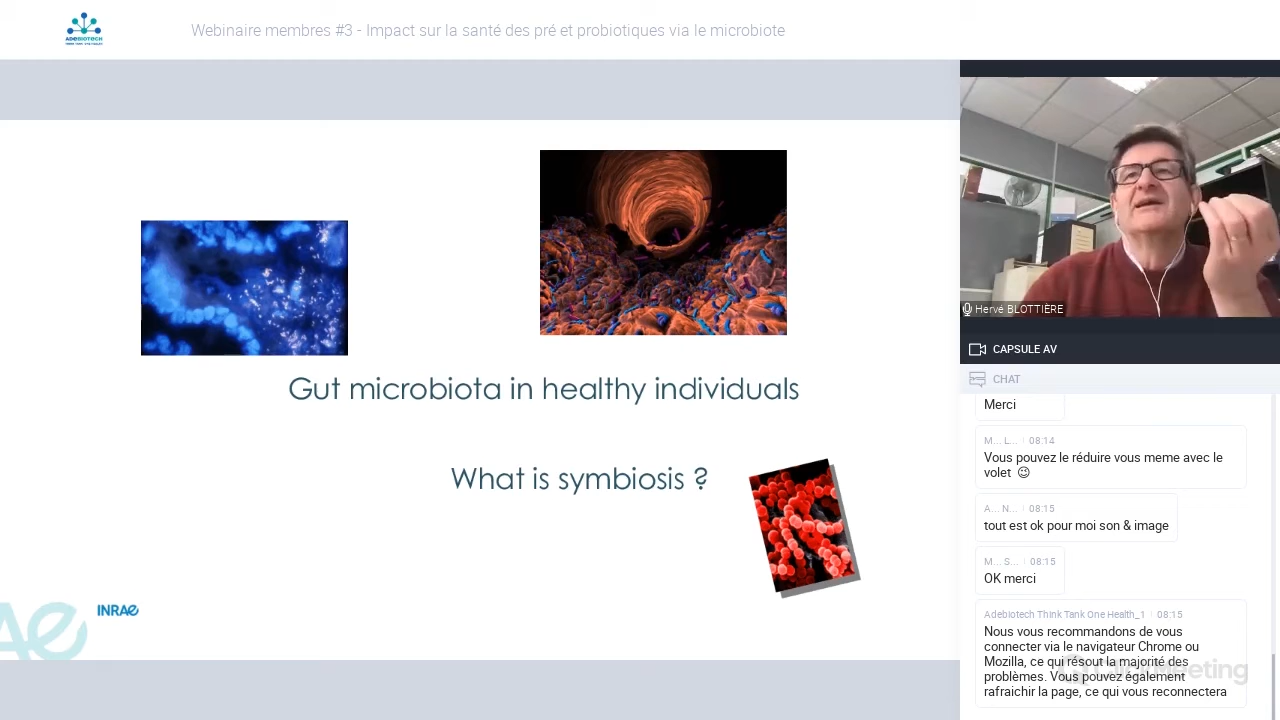 ADEBIOTECH
Webinaire membres #3 - Impact sur la santé des pré et probiotiques via le microbiote
Gut microbiota in healthy individuals
What is symbiosis ?
INRAE
Hervé BLOTTIÈRE
CAPSULE AV
CHAT
Merci
M... L... 08:14
Vous pouvez le réduire vous meme avec le
volet 😉
A... N... 08:15
tout est ok pour moi son & image
M... S... 08:15
OK merci
Adebiotech Think Tank One Health_1 08:15
Nous vous recommandons de vous
connecter via le navigateur Chrome ou
Mozilla, ce qui résout la majorité des
problèmes. Vous pouvez également
rafraichir la page, ce qui vous reconnectera